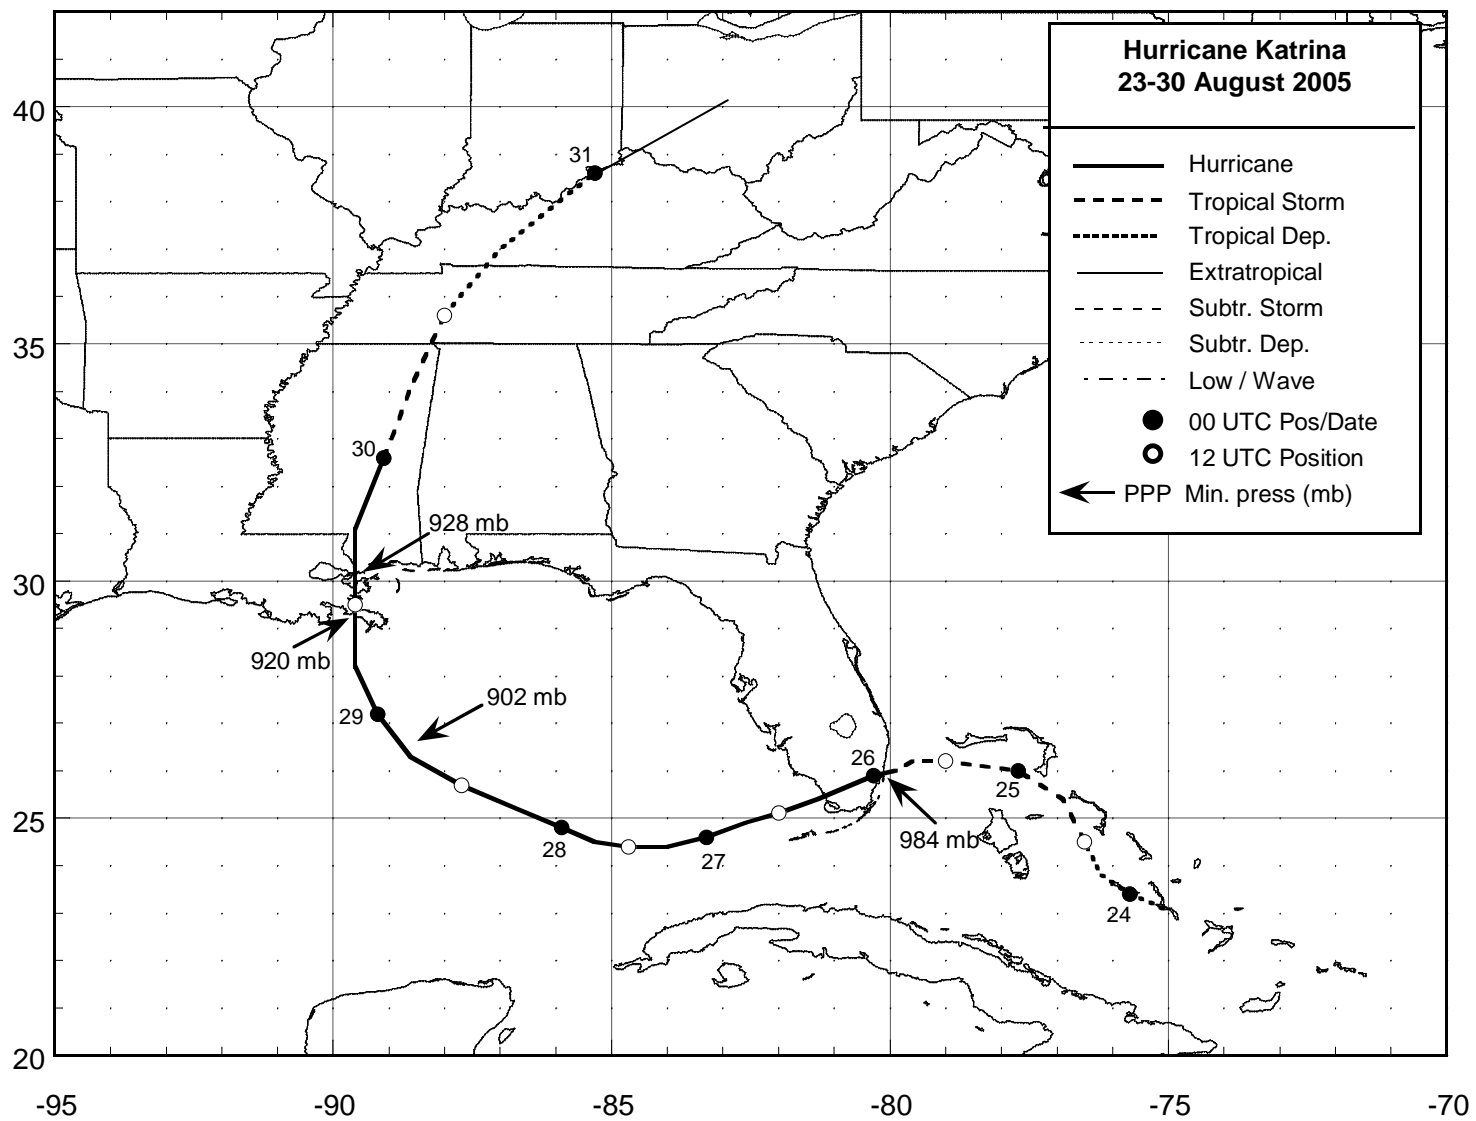 Hurricane Katrina
23-30 August 2005
Hurricane
Tropical Storm
Tropical Dep.
Extratropical
Subtr. Storm
Subtr. Dep.
Low / Wave
00 UTC Pos/Date
12 UTC Position
PPP Min. press (mb)
40
31
35
30
928 mb
30
920 mb
902 mb
29
26
25
25
984 mb
28
27
24
20
-95
-90
-85
-80
-75
-70